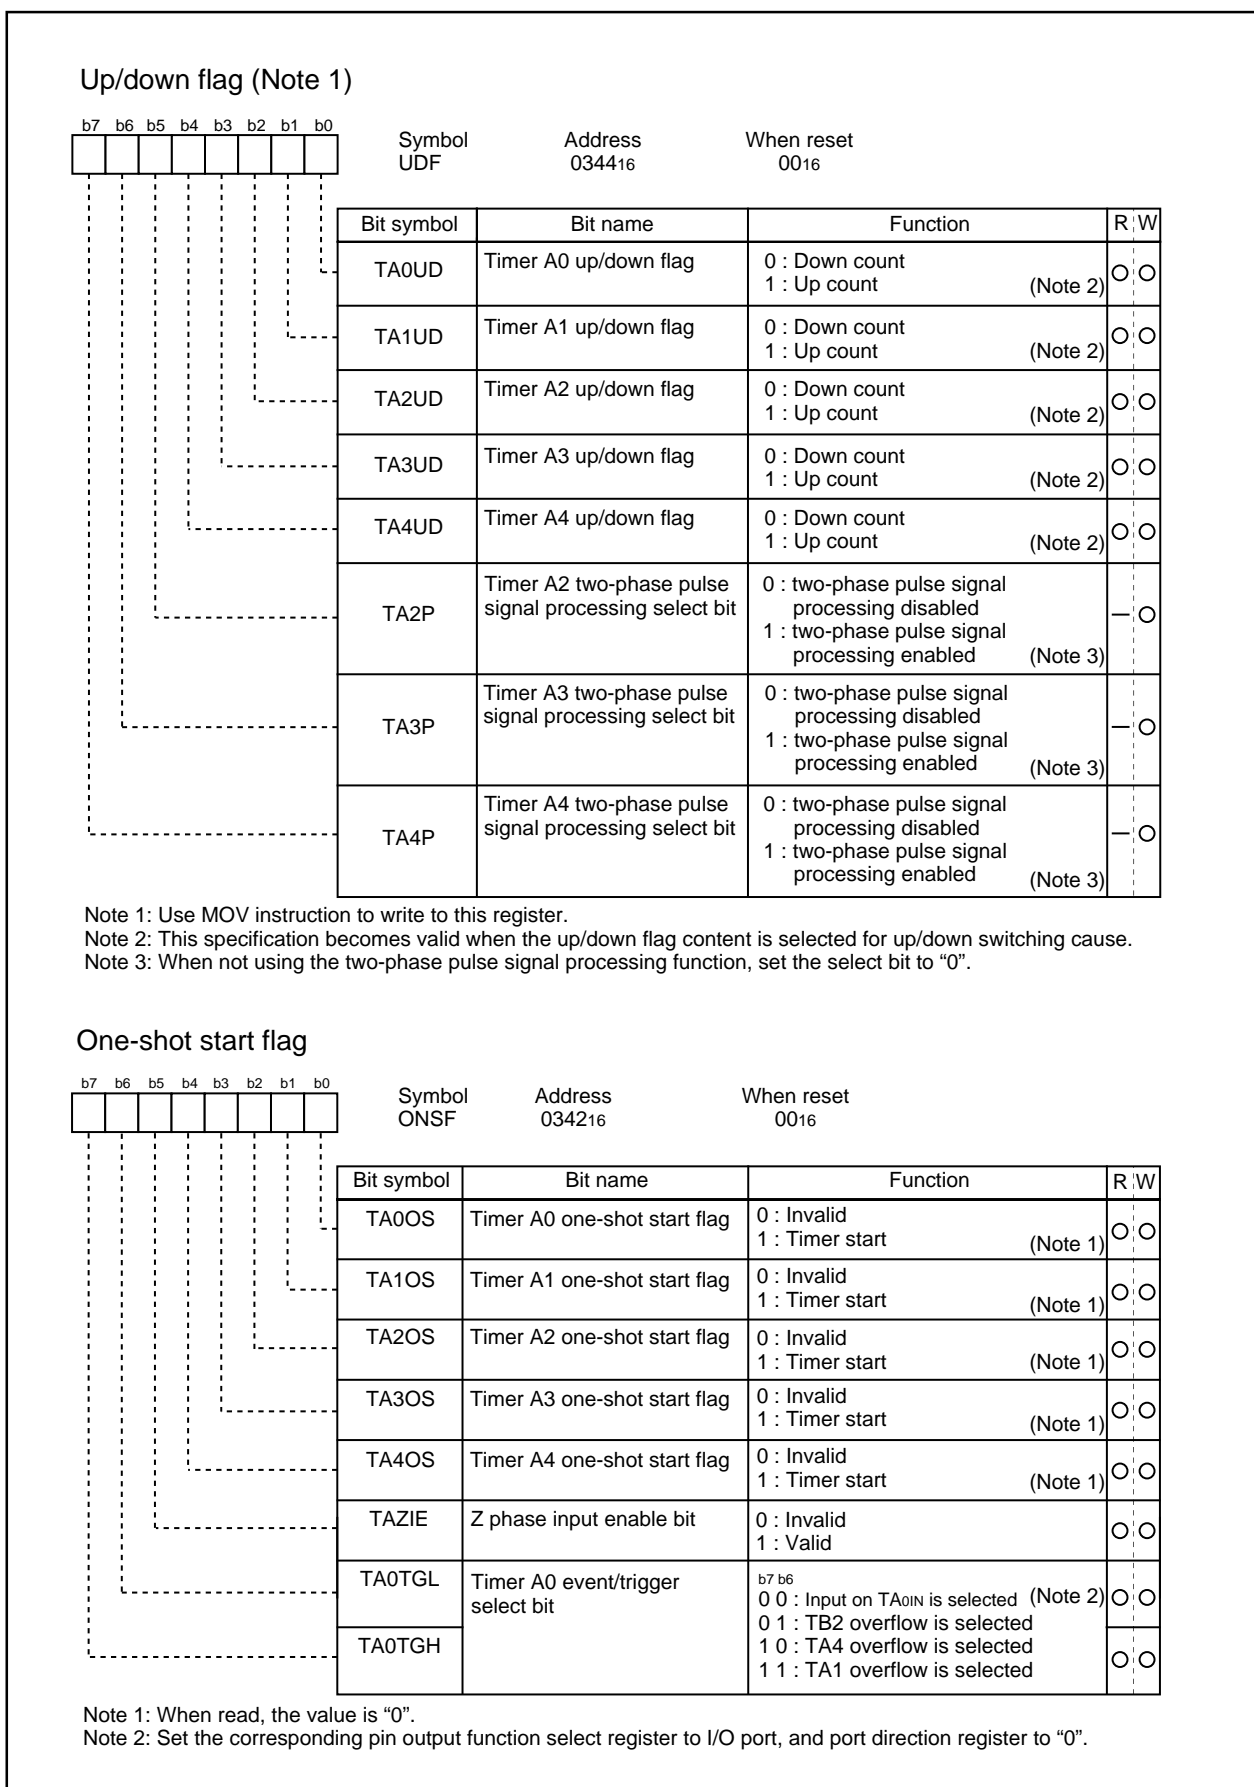 Up/down flag (Note 1)
b7 b6 b5 b4 b3 b2 b1 b0
Symbol Address When reset
UDF 034416 0016
Bit symbol Bit name Function R W
TA0UD Timer A0 up/down flag 0 : Down count
1 : Up count (Note 2)
TA1UD Timer A1 up/down flag 0 : Down count
1 : Up count (Note 2)
TA2UD Timer A2 up/down flag 0 : Down count
1 : Up count (Note 2)
TA3UD Timer A3 up/down flag 0 : Down count
1 : Up count (Note 2)
TA4UD Timer A4 up/down flag 0 : Down count
1 : Up count (Note 2)
TA2P Timer A2 two-phase pulse 0 : two-phase pulse signal
signal processing select bit processing disabled
1 : two-phase pulse signal
processing enabled (Note 3)
TA3P Timer A3 two-phase pulse 0 : two-phase pulse signal
signal processing select bit processing disabled
1 : two-phase pulse signal
processing enabled (Note 3)
TA4P Timer A4 two-phase pulse 0 : two-phase pulse signal
signal processing select bit processing disabled
1 : two-phase pulse signal
processing enabled (Note 3)
Note 1: Use MOV instruction to write to this register.
Note 2: This specification becomes valid when the up/down flag content is selected for up/down switching cause.
Note 3: When not using the two-phase pulse signal processing function, set the select bit to “0”.
One-shot start flag
b7 b6 b5 b4 b3 b2 b1 b0
Symbol Address When reset
ONSF 034216 0016
Bit symbol Bit name Function R W
TA0OS Timer A0 one-shot start flag 0 : Invalid
1 : Timer start (Note 1)
TA1OS Timer A1 one-shot start flag 0 : Invalid
1 : Timer start (Note 1)
TA2OS Timer A2 one-shot start flag 0 : Invalid
1 : Timer start (Note 1)
TA3OS Timer A3 one-shot start flag 0 : Invalid
1 : Timer start (Note 1)
TA4OS Timer A4 one-shot start flag 0 : Invalid
1 : Timer start (Note 1)
TAZIE Z phase input enable bit 0 : Invalid
1 : Valid
TA0TGL Timer A0 event/trigger b7 b6
select bit 0 0 : Input on TA0IN is selected (Note 2)
0 1 : TB2 overflow is selected
TA0TGH 1 0 : TA4 overflow is selected
1 1 : TA1 overflow is selected
Note 1: When read, the value is “0”.
Note 2: Set the corresponding pin output function select register to I/O port, and port direction register to “0”.